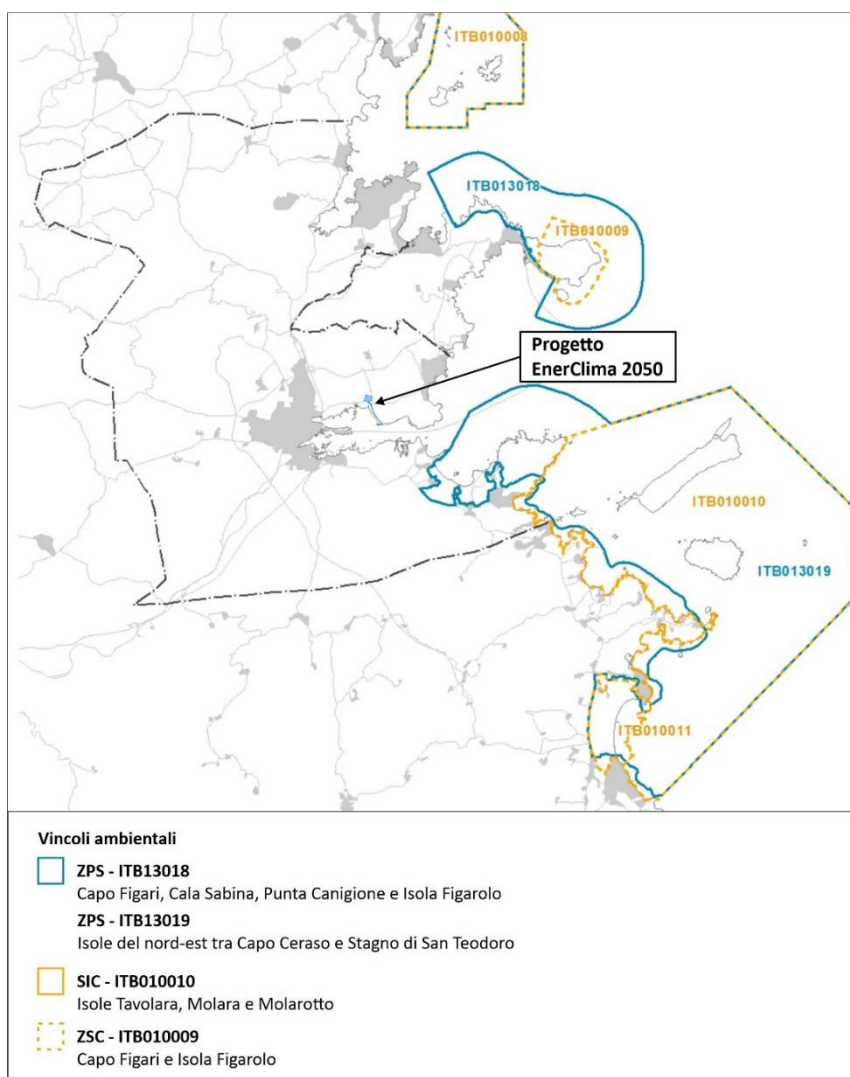 ITB010008
ITB013018
ITB010009
Progetto
EnerClima 2050
ITB010010
ITB013019
ITB010011
Vincoli ambientali
ZPS - ITB13018
Capo Figari, Cala Sabina, Punta Canigione e Isola Figarolo
ZPS - ITB13019
Isole del nord-est tra Capo Ceraso e Stagno di San Teodoro
SIC - ITB010010
Isole Tavolara, Molara e Molarotto
ZSC - ITB010009
Capo Figari e Isola Figarolo